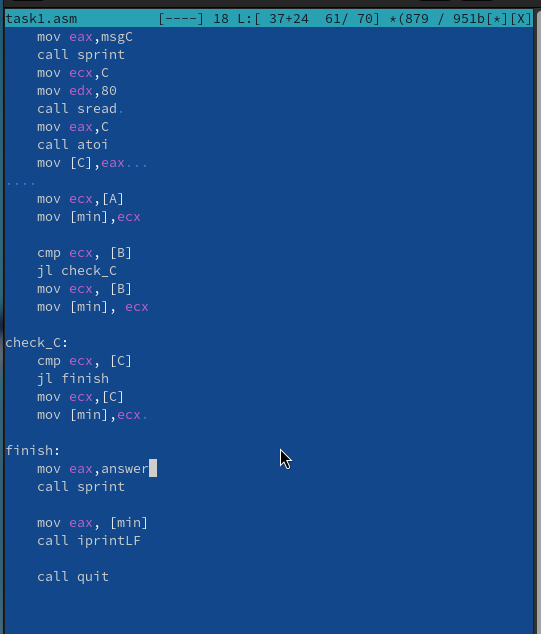 task1.asm [----] 18 L:[ 37+24 61/ 70] *(879 / 951b[*][X]
mov eax,msgC
call sprint
mov ecx,C
mov edx,80
call sread.
mov eax,C
call atoi
mov [C],eax...
....
mov ecx,[A]
mov [min],ecx
cmp ecx, [B]
jl check_C
mov ecx, [B]
mov [min], ecx
check_C:
cmp ecx, [C]
jl finish
mov ecx,[C]
mov [min],ecx.
finish:
mov eax,answer
call sprint
mov eax, [min]
call iprintLF
call quit